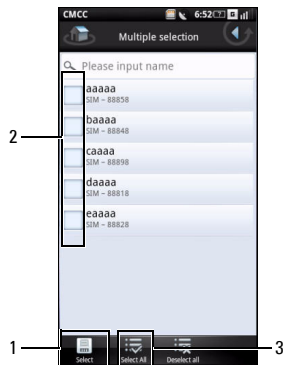 CMCC 6:52
Multiple selection
Please input name
aaaaa
SIM – 88858
baaaa
SIM – 88848
2
caaaa
SIM – 88898
daaaa
SIM – 88818
eaaaa
SIM – 88828
1 3
Select Select All Deselect all